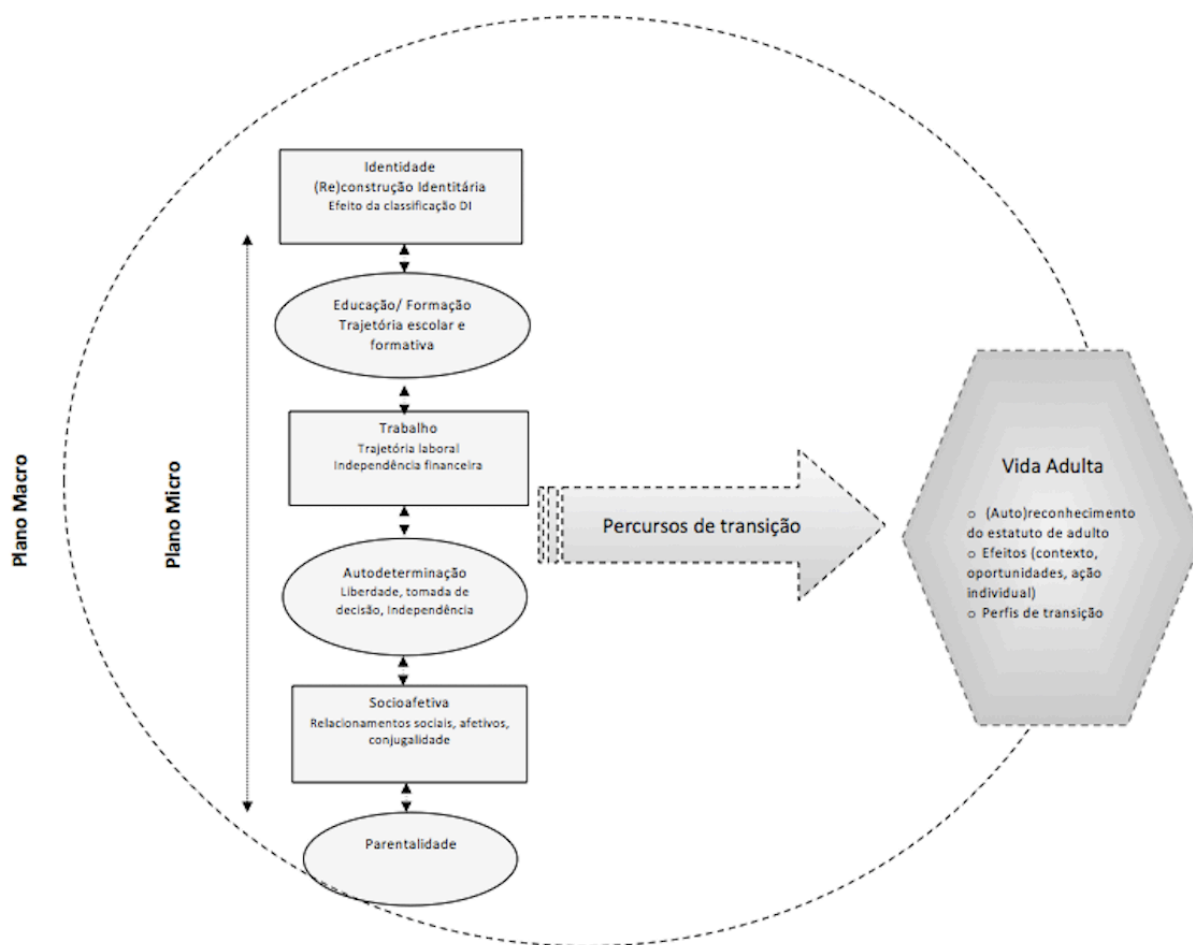 Plano Macro
Plano Micro
Identidade
(Re)construção Identitária
Efeito da classificação DI
Educação/ Formação
Trajetória escolar e
formativa
Trabalho
Trajetória laboral
Independência financeira
Autodeterminação
Liberdade, tomada de
decisão, Independência
Socioafetiva
Relacionamentos sociais, afetivos,
conjugalidade
Parentalidade
Percursos de transição
Vida Adulta
o (Auto)reconhecimento
do estatuto de adulto
o Efeitos (contexto,
oportunidades, ação
individual)
o Perfis de transição